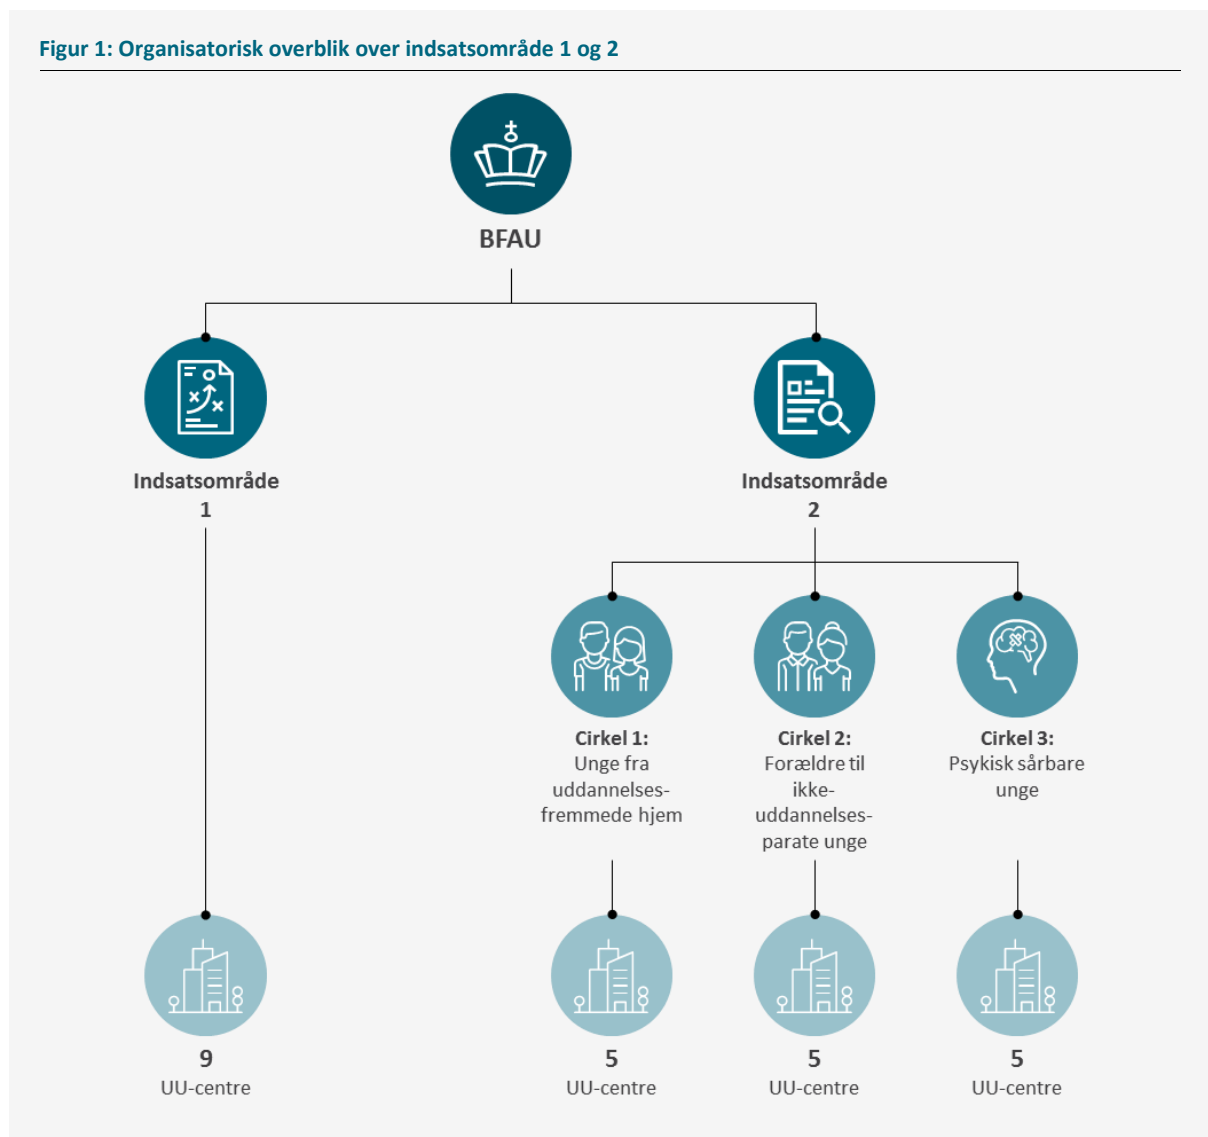 Figur 1: Organisatorisk overblik over indsatsområde 1 og 2
BFAU
Indsatsområde
1
Indsatsområde
2
Cirkel 1:
Unge fra
uddannelses-
fremmede hjem
Cirkel 2:
Forældre til
ikke-
uddannelses-
parate unge
Cirkel 3:
Psykisk sårbare
unge
9
UU-centre
5
UU-centre
5
UU-centre
5
UU-centre